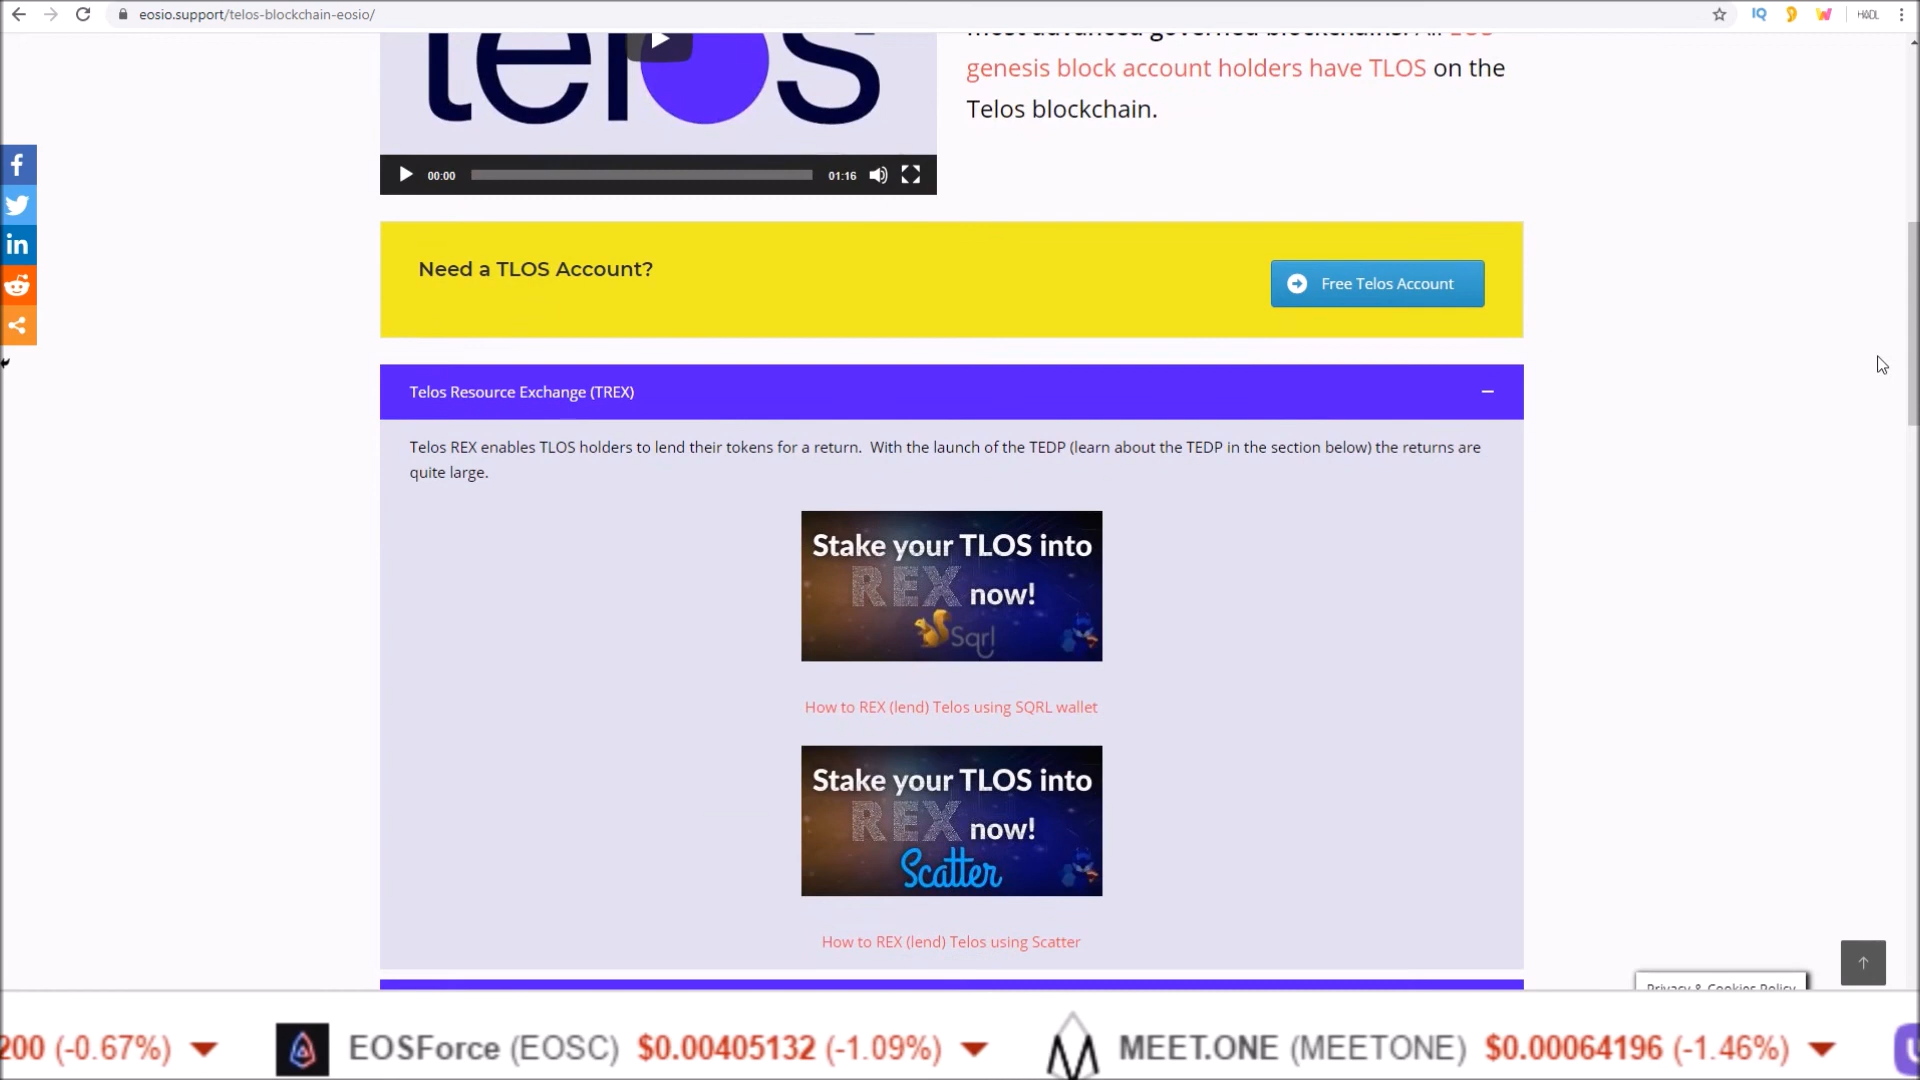 eosio.support/telos-blockchain-eosio/
telos
genesis block account holders have TLOS on the
Telos blockchain.
00:00
01:16
Need a TLOS Account?
Free Telos Account
Telos Resource Exchange (TREX)
Telos REX enables TLOS holders to lend their tokens for a return. With the launch of the TEDP (learn about the TEDP in the section below) the returns are
quite large.
Stake your TLOS into
REX now!
Sqrl
How to REX (lend) Telos using SQRL wallet
Stake your TLOS into
REX now!
Scatter
How to REX (lend) Telos using Scatter
Privacy & Cookies Policy
200 (-0.67%)
EOSForce (EOSC) $0.00405132 (-1.09%)
MEET.ONE (MEETONE) $0.00064196 (-1.46%)